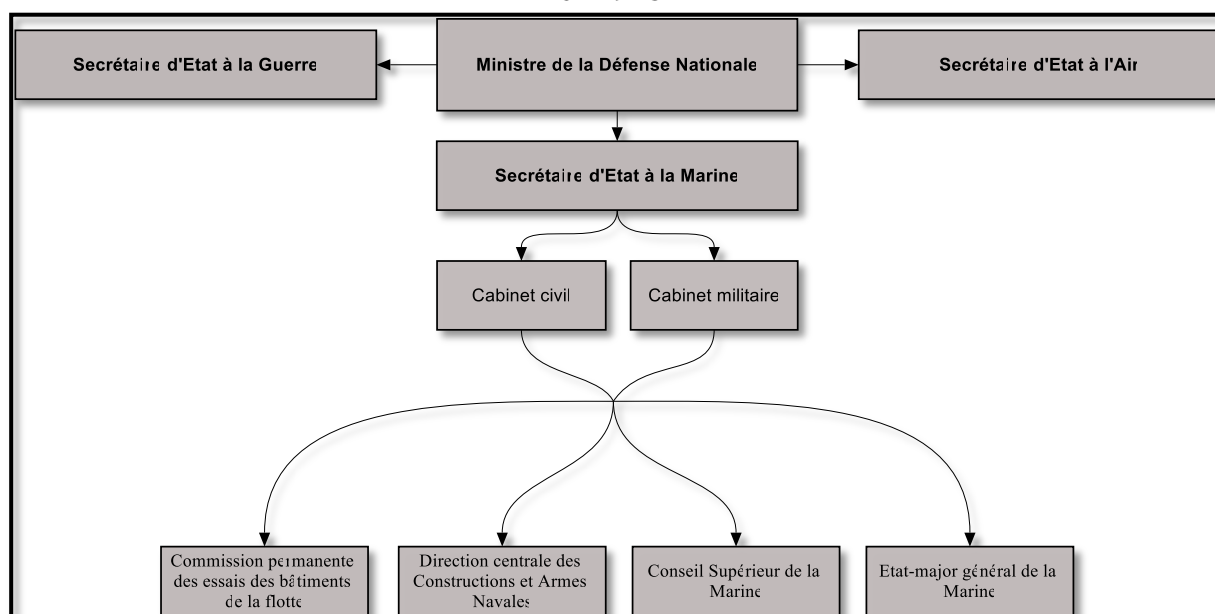 Secrétaire d'Etat à la Guerre
Ministre de la Défense Nationale
Secrétaire d'Etat à l'Air
Secrétaire d'Etat à la Marine
Cabinet civil
Cabinet militaire
Commission permanente
des essais des bâtiments
de la flotte
Direction centrale des
Constructions et Armes
Navales
Conseil Supérieur de la
Marine
Etat-major général de la
Marine